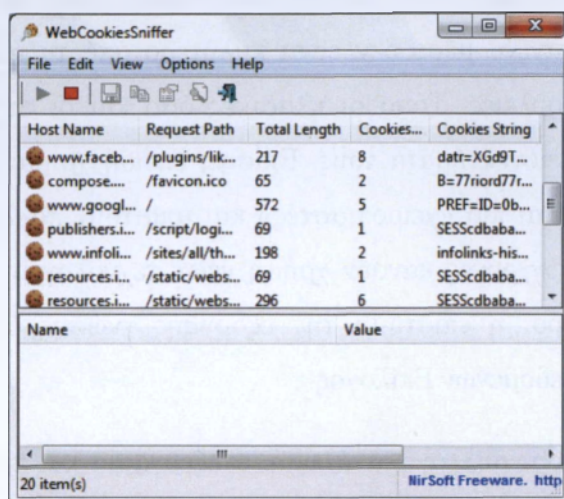 WebCookiesSniffer
File Edit View Options Help
Host Name Request Path Total Length Cookies... Cookies String
www.faceb... /plugins/lik... 217 8 datr=XGd9T...
compose.... /favicon.ico 65 2 B=77riord77r...
www.googl... / 572 5 PREF=ID=0b...
publishers.i... /script/logi... 69 1 SESScdbaba...
www.infoli... /sites/all/th... 198 2 infolinks-his...
resources.i... /static/webs... 69 1 SESScdbaba...
resources.i... /static/webs... 296 6 SESScdbaba...
Name Value
20 item(s) NirSoft Freeware. http